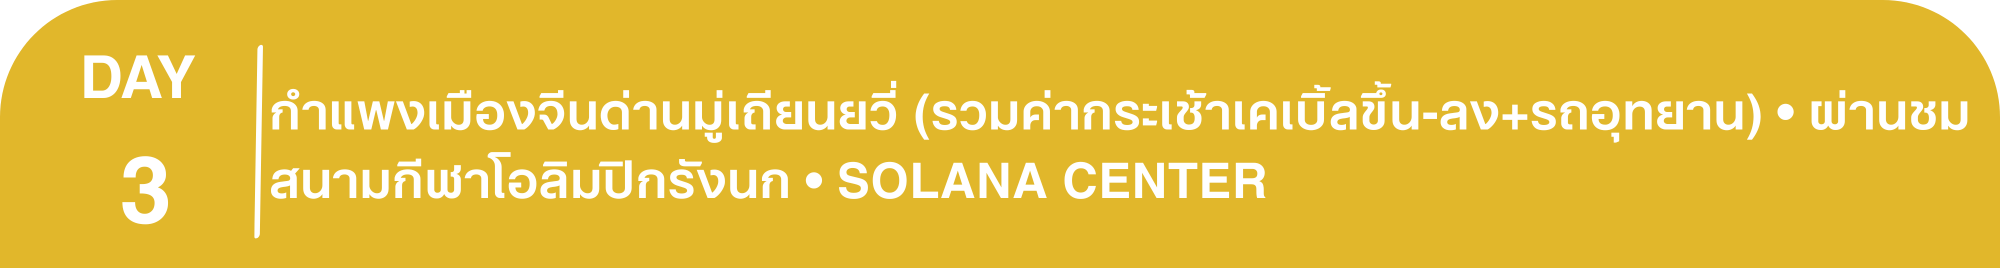 DAY
3
กำแพงเมืองจีนด่านมู่เถียนยวี่ (รวมค่ากระเช้าเคเบิ้ลขึ้น-ลง+รถอุทยาน) • ผ่านชม
สนามกีฬาโอลิมปิกรังนก • SOLANA CENTER